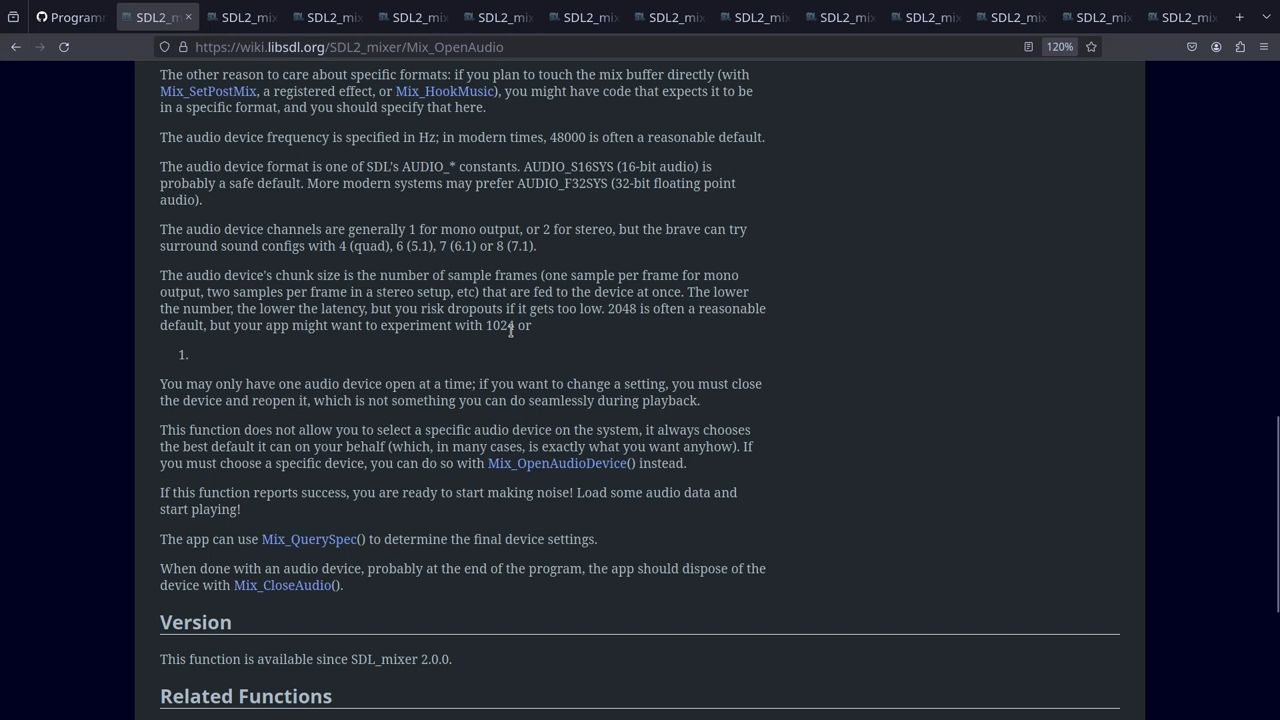 Programr
SDL2_m
SDL2_mix
SDL2_mix
SDL2_mix
SDL2_mix
SDL2_mix
SDL2_mix
SDL2_mix
SDL2_mix
SDL2_mix
SDL2_mix
SDL2_mix
SDL2_mix
https://wiki.libsdl.org/SDL2_mixer/Mix_OpenAudio
120%
The other reason to care about specific formats: if you plan to touch the mix buffer directly (with
Mix_SetPostMix, a registered effect, or Mix_HookMusic), you might have code that expects it to be
in a specific format, and you should specify that here.
The audio device frequency is specified in Hz; in modern times, 48000 is often a reasonable default.
The audio device format is one of SDL's AUDIO_* constants. AUDIO_S16SYS (16-bit audio) is
probably a safe default. More modern systems may prefer AUDIO_F32SYS (32-bit floating point
audio).
The audio device channels are generally 1 for mono output, or 2 for stereo, but the brave can try
surround sound configs with 4 (quad), 6 (5.1), 7 (6.1) or 8 (7.1).
The audio device's chunk size is the number of sample frames (one sample per frame for mono
output, two samples per frame in a stereo setup, etc) that are fed to the device at once. The lower
the number, the lower the latency, but you risk dropouts if it gets too low. 2048 is often a reasonable
default, but your app might want to experiment with 1024 or
1.
You may only have one audio device open at a time; if you want to change a setting, you must close
the device and reopen it, which is not something you can do seamlessly during playback.
This function does not allow you to select a specific audio device on the system, it always chooses
the best default it can on your behalf (which, in many cases, is exactly what you want anyhow). If
you must choose a specific device, you can do so with Mix_OpenAudioDevice() instead.
If this function reports success, you are ready to start making noise! Load some audio data and
start playing!
The app can use Mix_QuerySpec() to determine the final device settings.
When done with an audio device, probably at the end of the program, the app should dispose of the
device with Mix_CloseAudio().
Version
This function is available since SDL_mixer 2.0.0.
Related Functions